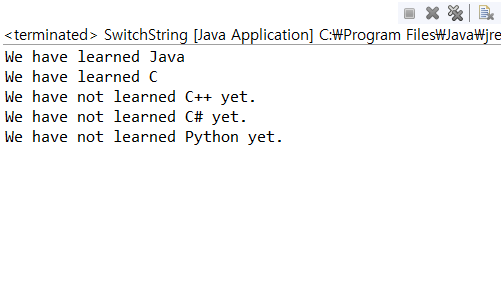 <terminated> SwitchString [Java Application] C:₩Program Files₩Java₩jre
We have learned Java
We have learned C
We have not learned C++ yet.
We have not learned C# yet.
We have not learned Python yet.